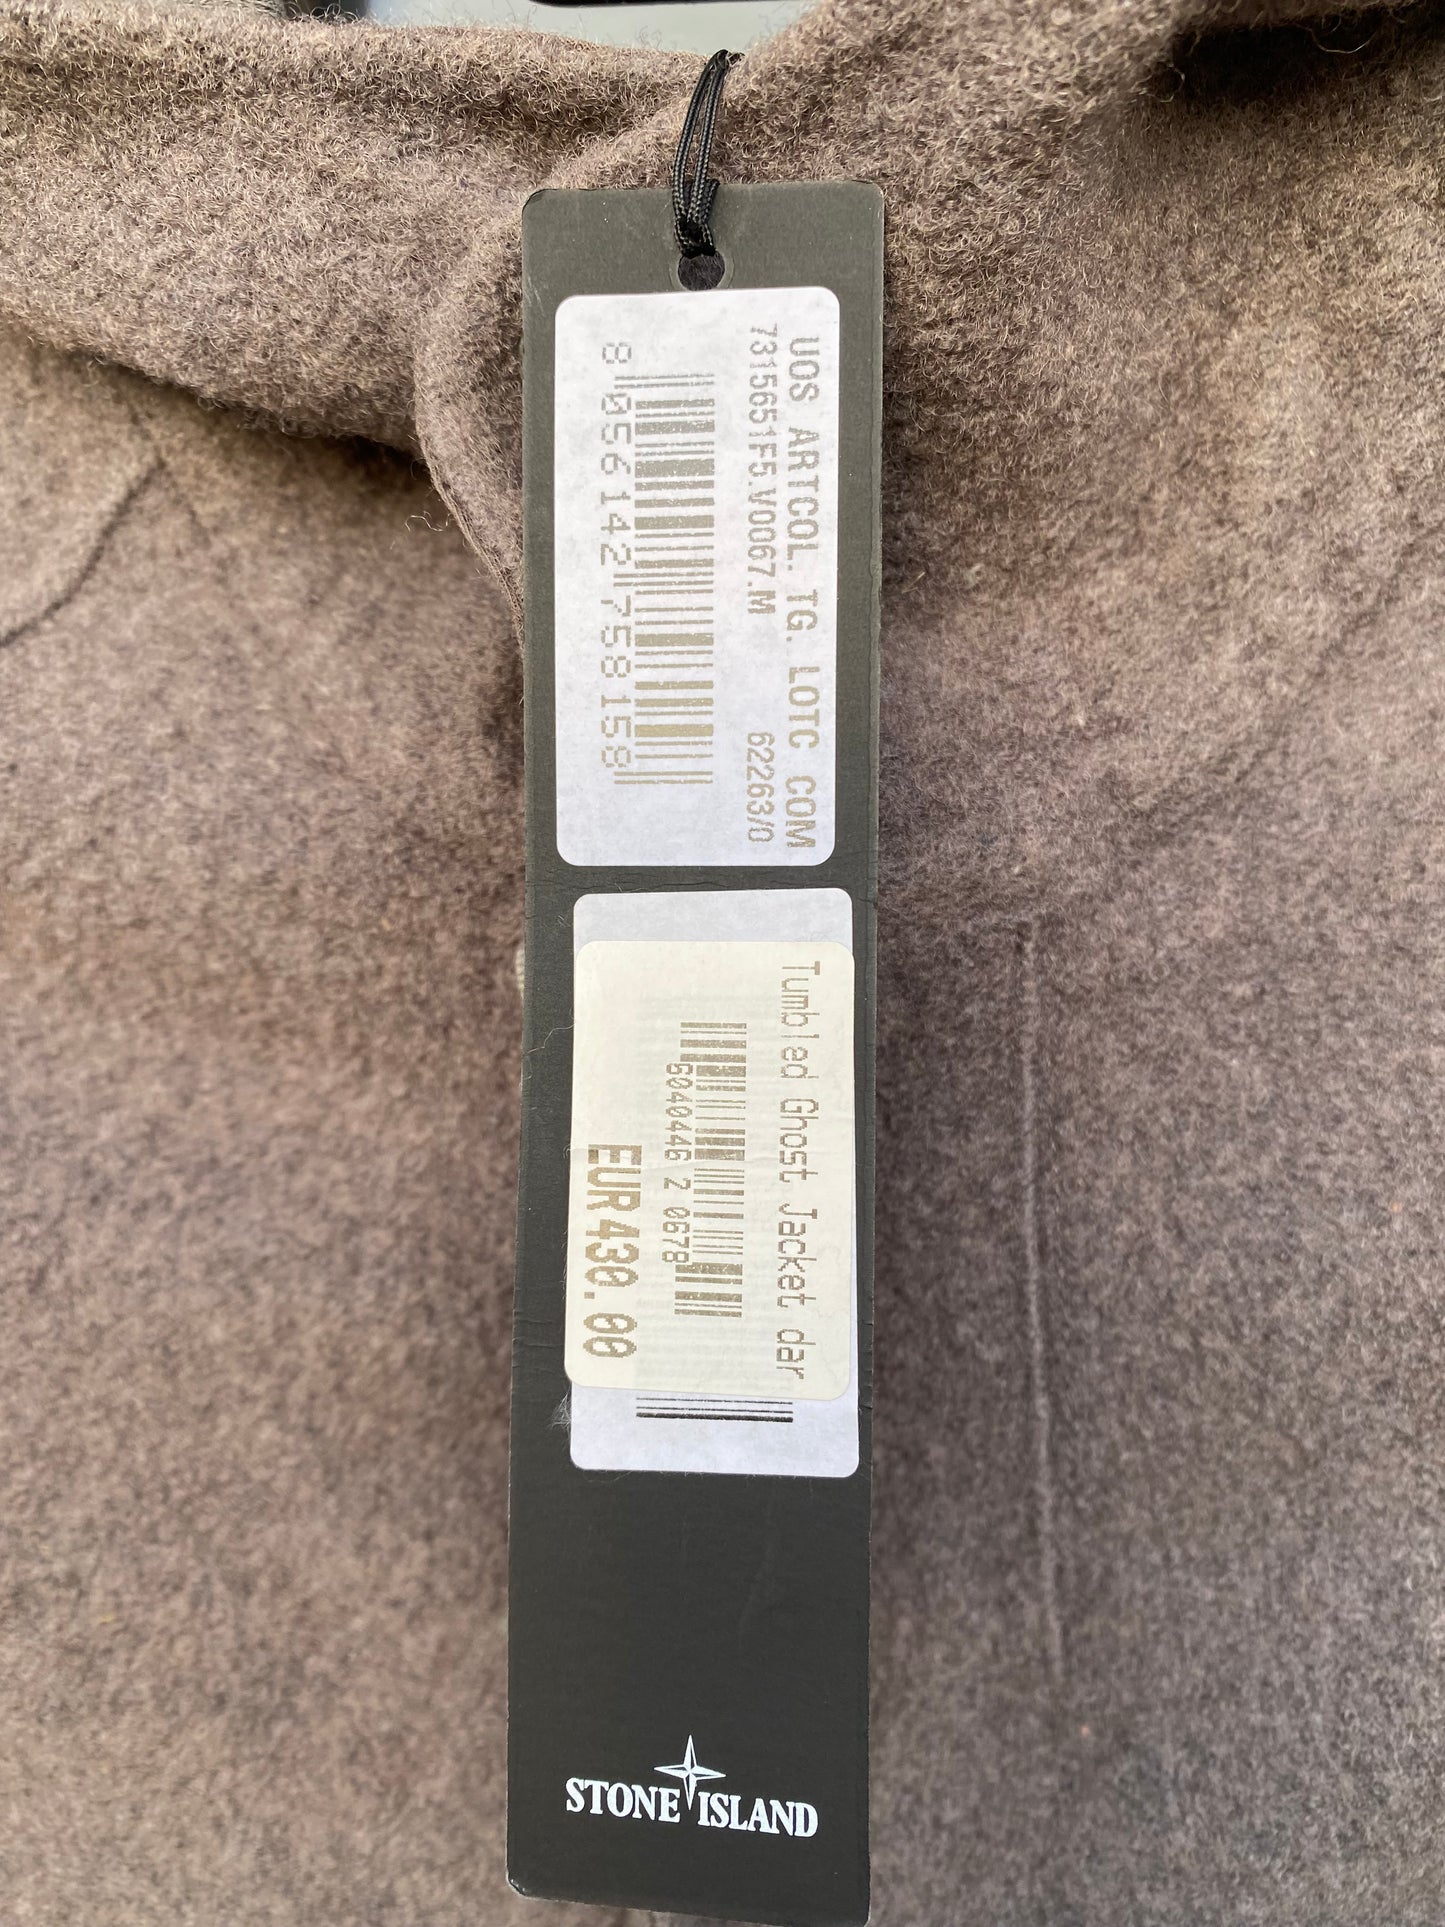 UOS ARTCOL. TG. LOTC COM
7315651F5.V0067.M 62263/0
8 056142 758158
Tumbled Ghost Jacket dar
6040446 2 0678
EUR430.00
STONE ISLAND